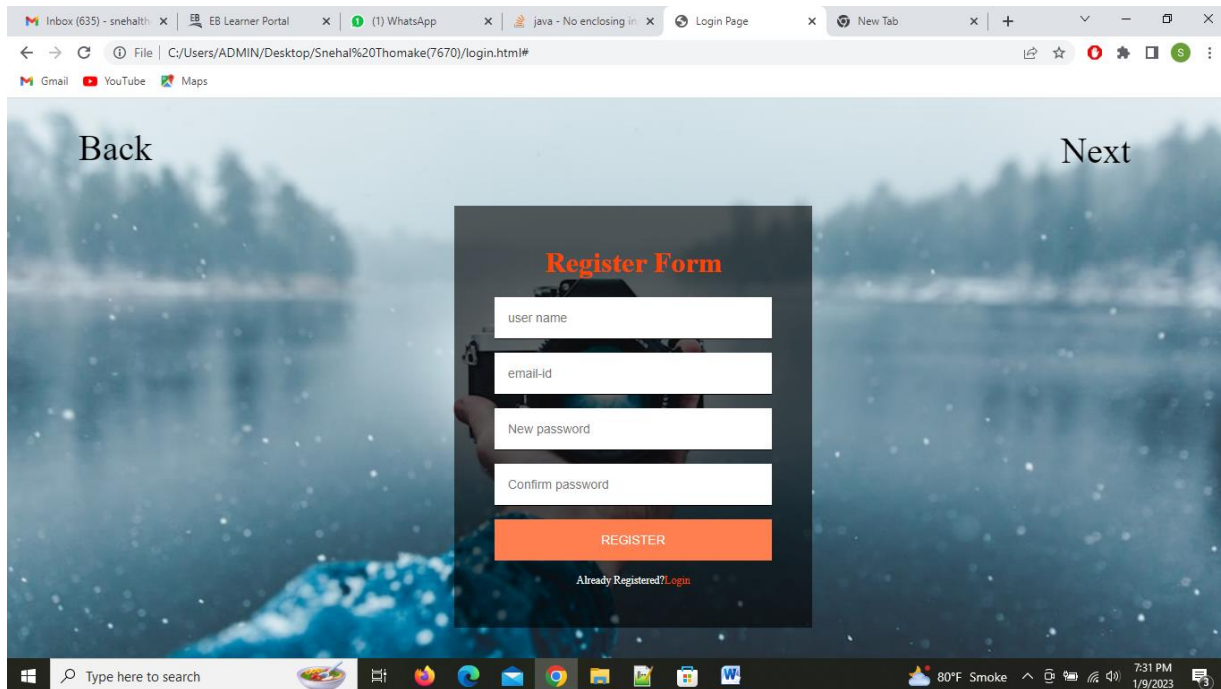 Inbox (635) - snehalth
EB Learner Portal
(1) WhatsApp
java - No enclosing in
Login Page
New Tab
File | C:/Users/ADMIN/Desktop/Snehal%20Thomake(7670)/login.html#
S
Gmail
YouTube
Maps
Back
Next
Register Form
user name
email-id
New password
Confirm password
REGISTER
Already Registered?Login
Type here to search
80°F Smoke
7:31 PM
1/9/2023
3